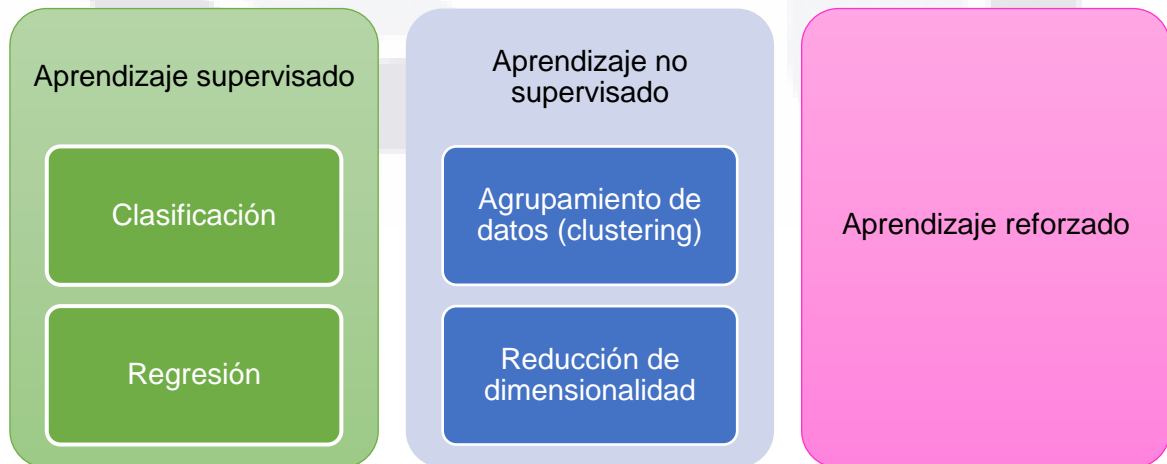 Aprendizaje supervisado
Clasificación
Regresión
Aprendizaje no
supervisado
Agrupamiento de
datos (clustering)
Reducción de
dimensionalidad
Aprendizaje reforzado